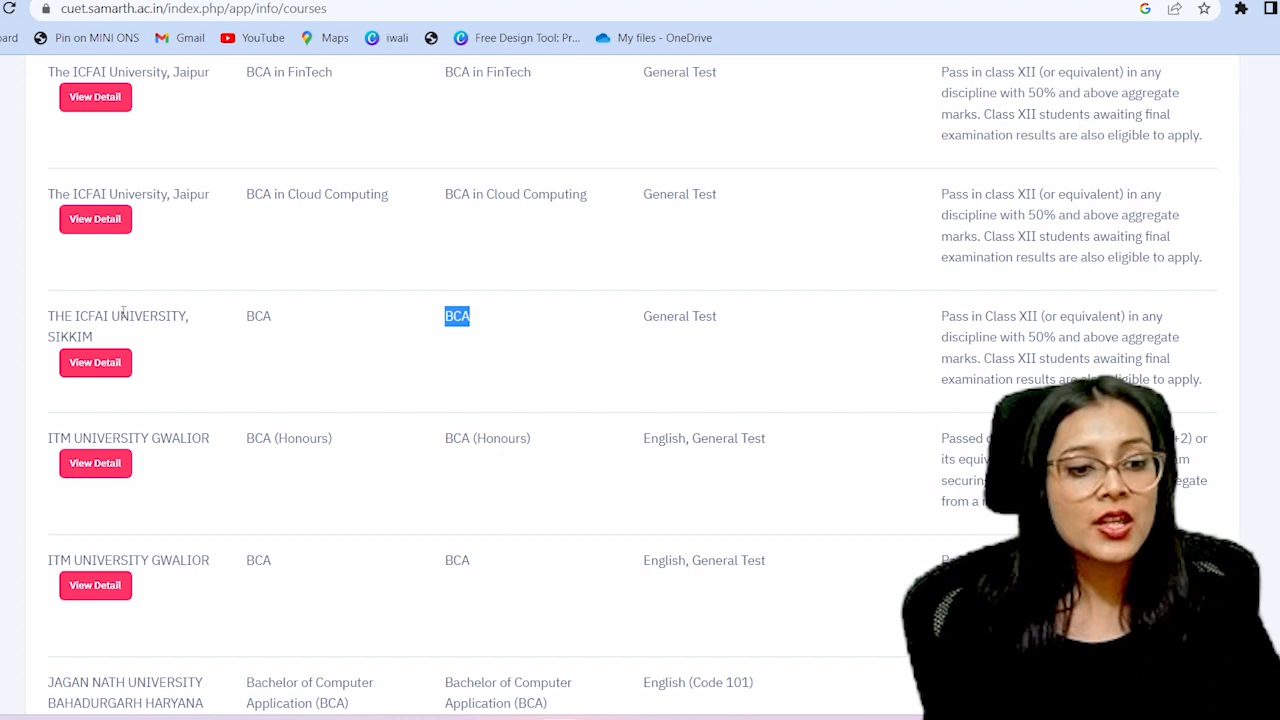 cuet.samarth.ac.in/index.php/app/info/courses
ard Pin on MINI ONS Gmail YouTube Maps iwali Free Design Tool: Pr... My files - OneDrive
The ICFAI University, Jaipur BCA in FinTech BCA in FinTech General Test Pass in class XII (or equivalent) in any
View Detail discipline with 50% and above aggregate
marks. Class XII students awaiting final
examination results are also eligible to apply.
The ICFAI University, Jaipur BCA in Cloud Computing BCA in Cloud Computing General Test Pass in class XII (or equivalent) in any
View Detail discipline with 50% and above aggregate
marks. Class XII students awaiting final
examination results are also eligible to apply.
THE ICFAI UNIVERSITY, BCA BCA General Test Pass in Class XII (or equivalent) in any
SIKKIM discipline with 50% and above aggregate
View Detail marks. Class XII students awaiting final
examination results are also eligible to apply.
ITM UNIVERSITY GWALIOR BCA (Honours) BCA (Honours) English, General Test Passed +2) or
View Detail its
ITM UNIVERSITY GWALIOR BCA BCA English, General Test
View Detail
JAGAN NATH UNIVERSITY Bachelor of Computer Bachelor of Computer English (Code 101)
BAHADURGARH HARYANA Application (BCA) Application (BCA)